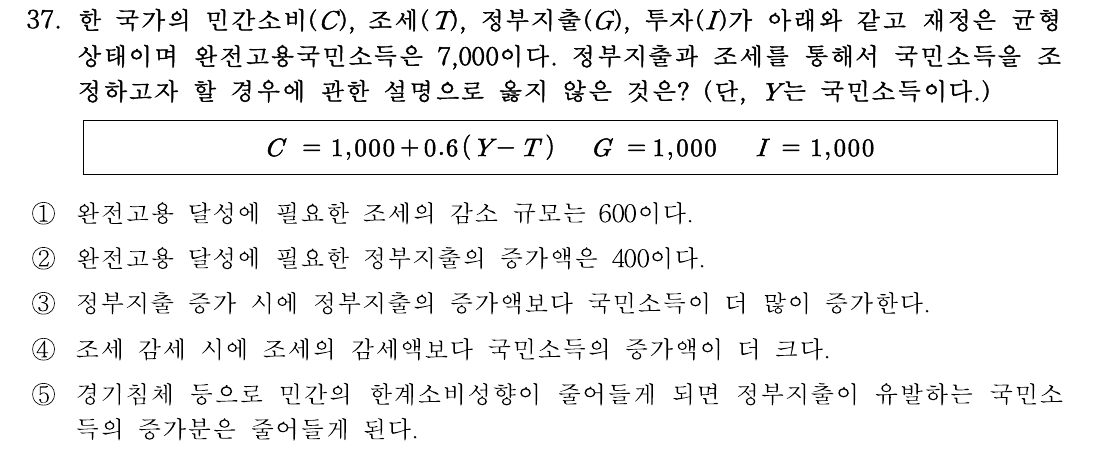 37. 한 국가의 민간소비(C), 조세(T), 정부지출(G), 투자(I)가 아래와 같고 재정은 균형
상태이며 완전고용국민소득은 7,000이다. 정부지출과 조세를 통해서 국민소득을 조
정하고자 할 경우에 관한 설명으로 옳지 않은 것은? (단, Y는 국민소득이다.)
C = 1,000+0.6(Y− T) G =1,000 I = 1,000
① 완전고용 달성에 필요한 조세의 감소 규모는 600이다.
② 완전고용 달성에 필요한 정부지출의 증가액은 400이다.
③ 정부지출 증가 시에 정부지출의 증가액보다 국민소득이 더 많이 증가한다.
④ 조세 감세 시에 조세의 감세액보다 국민소득의 증가액이 더 크다.
⑤ 경기침체 등으로 민간의 한계소비성향이 줄어들게 되면 정부지출이 유발하는 국민소
득의 증가분은 줄어들게 된다.